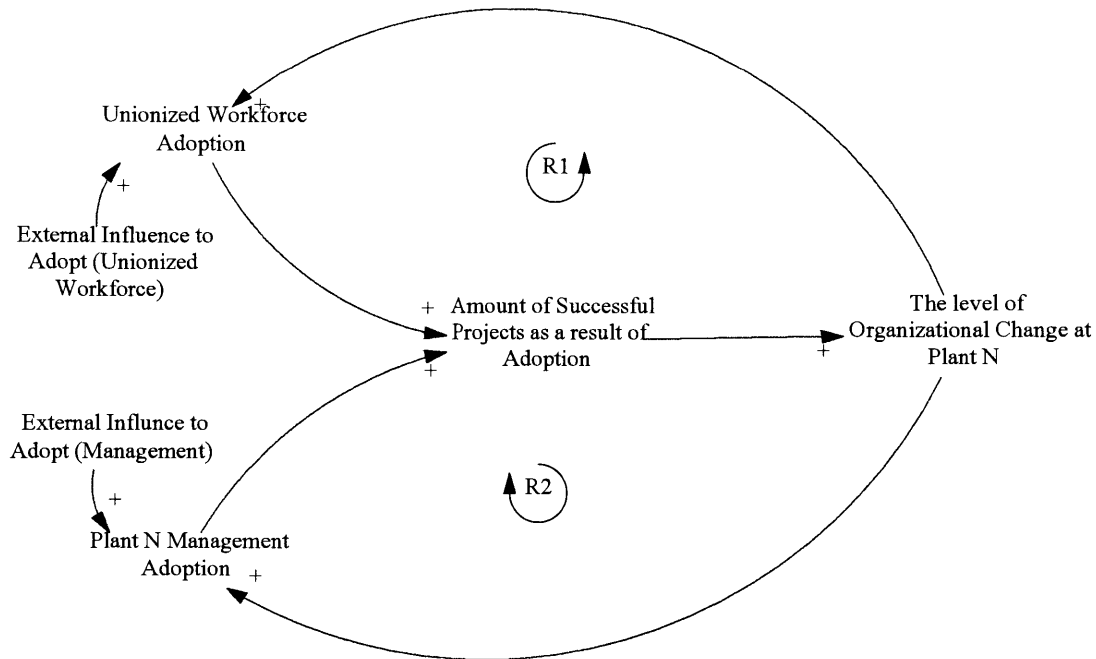 Unionized Workforce
Adoption
+
R1
+
External Influence to
Adopt (Unionized
Workforce)
+
Amount of Successful
Projects as a result of
Adoption
+
+
The level of
Organizational Change at
Plant N
External Influnce to
Adopt (Management)
+
R2
Plant N Management
Adoption
+